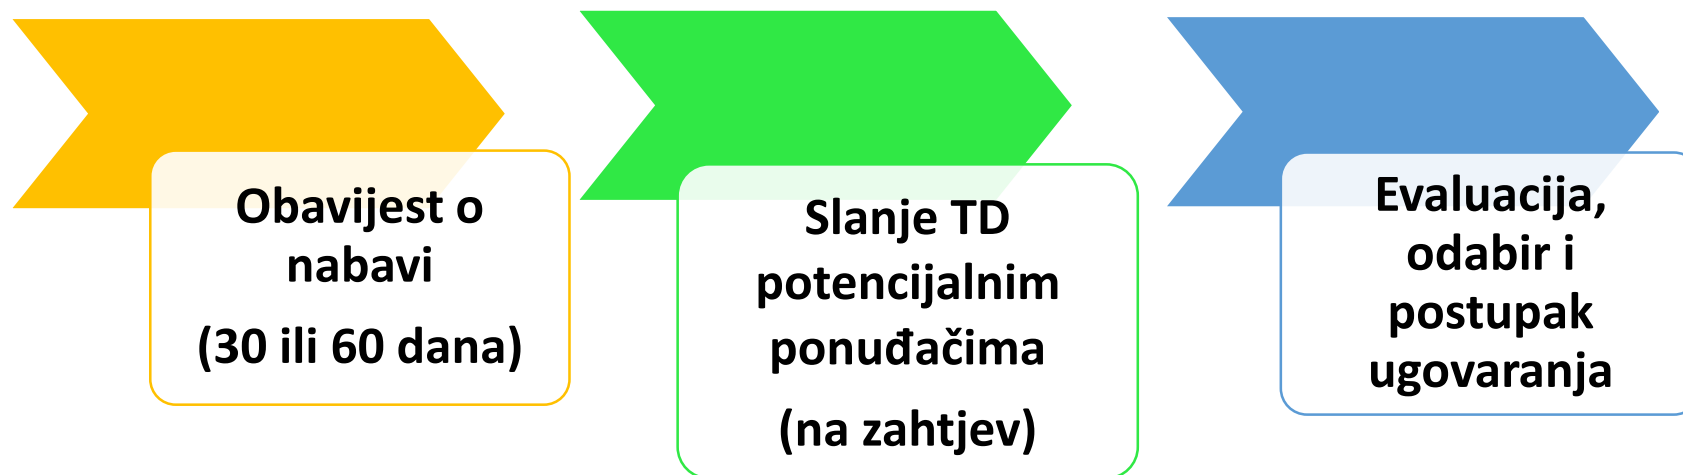 Obavijest o
nabavi
(30 ili 60 dana)
Slanje TD
potencijalnim
ponuđačima
(na zahtjev)
Evaluacija,
odabir i
postupak
ugovaranja